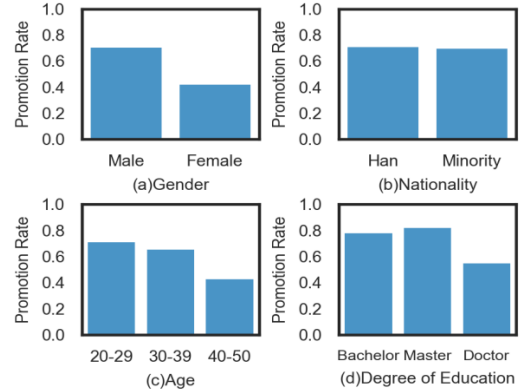 Promotion Rate
1.0
0.8
0.6
0.4
0.2
0.0
Male Female
(a)Gender
Promotion Rate
1.0
0.8
0.6
0.4
0.2
0.0
Han Minority
(b)Nationality
Promotion Rate
1.0
0.8
0.6
0.4
0.2
0.0
20-29 30-39 40-50
(c)Age
Promotion Rate
1.0
0.8
0.6
0.4
0.2
0.0
Bachelor Master Doctor
(d)Degree of Education